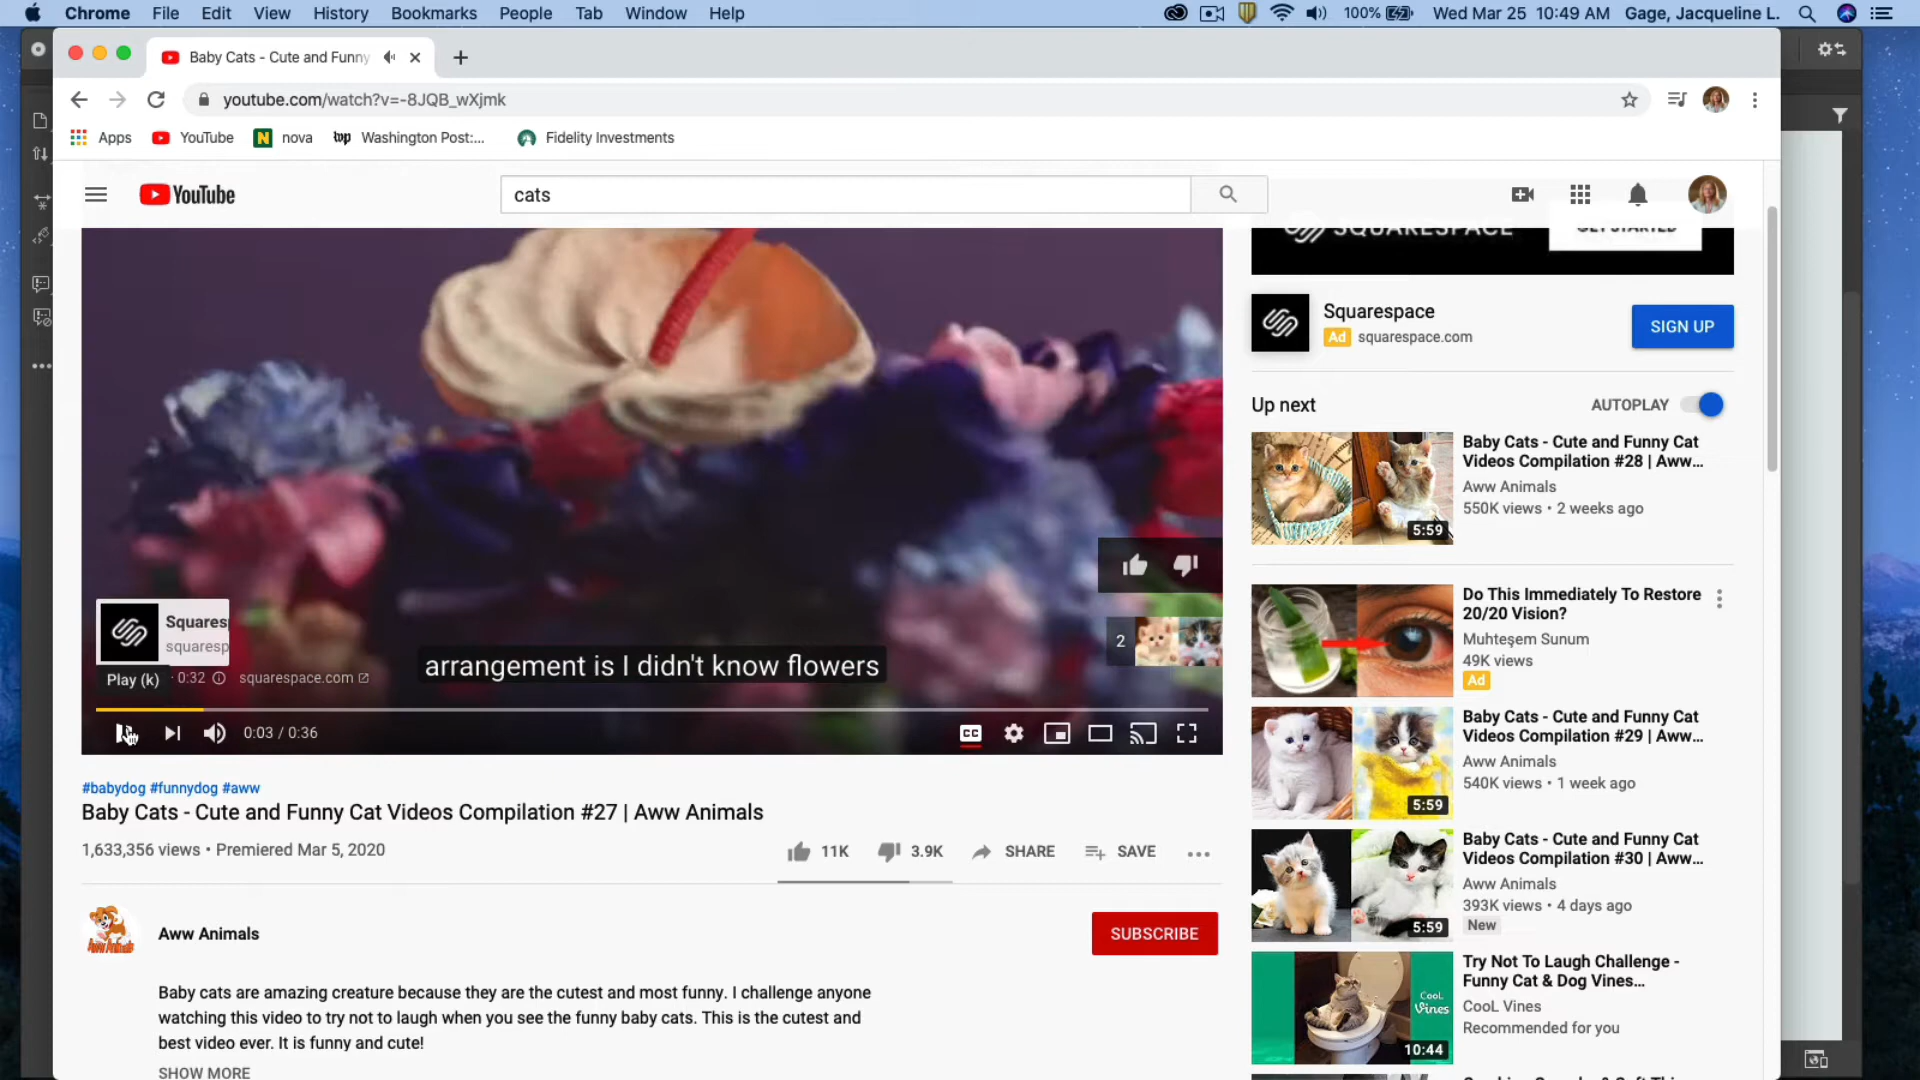 Chrome File Edit View History Bookmarks People Tab Window Help
100% Wed Mar 25 10:49 AM Gage, Jacqueline L.
Baby Cats - Cute and Funny
youtube.com/watch?v=-8JQB_wXjmk
Apps YouTube nova Washington Post:... Fidelity Investments
YouTube
cats
SQUARESPACE
GET STARTED
arrangement is I didn't know flowers
Squares
squaresp
Play (k) · 0:32 squarespace.com
2
CC
0:03 / 0:36
#babydog #funnydog #aww
Baby Cats - Cute and Funny Cat Videos Compilation #27 | Aww Animals
1,633,356 views • Premiered Mar 5, 2020
11K 3.9K SHARE SAVE
Aww Animals
Aww Animals
SUBSCRIBE
Baby cats are amazing creature because they are the cutest and most funny. I challenge anyone
watching this video to try not to laugh when you see the funny baby cats. This is the cutest and
best video ever. It is funny and cute!
SHOW MORE
Squarespace
Ad squarespace.com
SIGN UP
Up next
AUTOPLAY
Baby Cats - Cute and Funny Cat
Videos Compilation #28 | Aww...
Aww Animals
550K views • 2 weeks ago
5:59
Do This Immediately To Restore
20/20 Vision?
Muhteşem Sunum
49K views
Ad
Baby Cats - Cute and Funny Cat
Videos Compilation #29 | Aww...
Aww Animals
540K views • 1 week ago
5:59
Baby Cats - Cute and Funny Cat
Videos Compilation #30 | Aww...
Aww Animals
393K views • 4 days ago
New
5:59
Try Not To Laugh Challenge -
Funny Cat & Dog Vines...
CooL Vines
Recommended for you
CooL
Vines
10:44